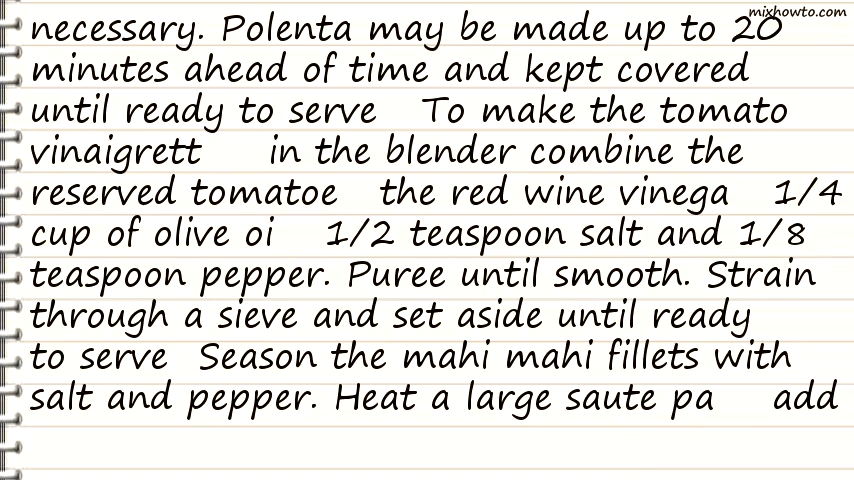 mixhowto.com
necessary. Polenta may be made up to 20
minutes ahead of time and kept covered
until ready to serve To make the tomato
vinaigrett in the blender combine the
reserved tomatoe the red wine vinega 1/4
cup of olive oi 1/2 teaspoon salt and 1/8
teaspoon pepper. Puree until smooth. Strain
through a sieve and set aside until ready
to serve Season the mahi mahi fillets with
salt and pepper. Heat a large saute pa add